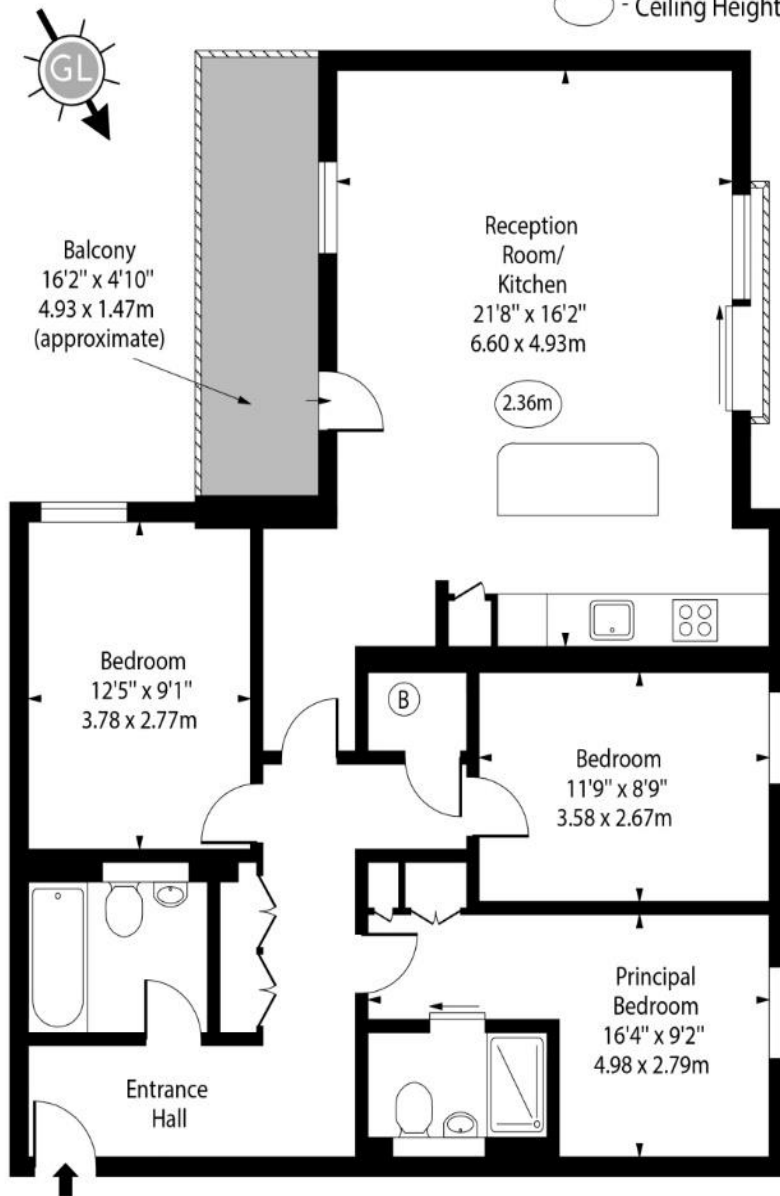 - Ceiling Height
GL
Balcony
16'2" x 4'10"
4.93 x 1.47m
(approximate)
Reception
Room/
Kitchen
21'8" x 16'2"
6.60 x 4.93m
2.36m
Bedroom
12'5" x 9'1"
3.78 x 2.77m
B
Bedroom
11'9" x 8'9"
3.58 x 2.67m
Principal
Bedroom
16'4" x 9'2"
4.98 x 2.79m
Entrance
Hall